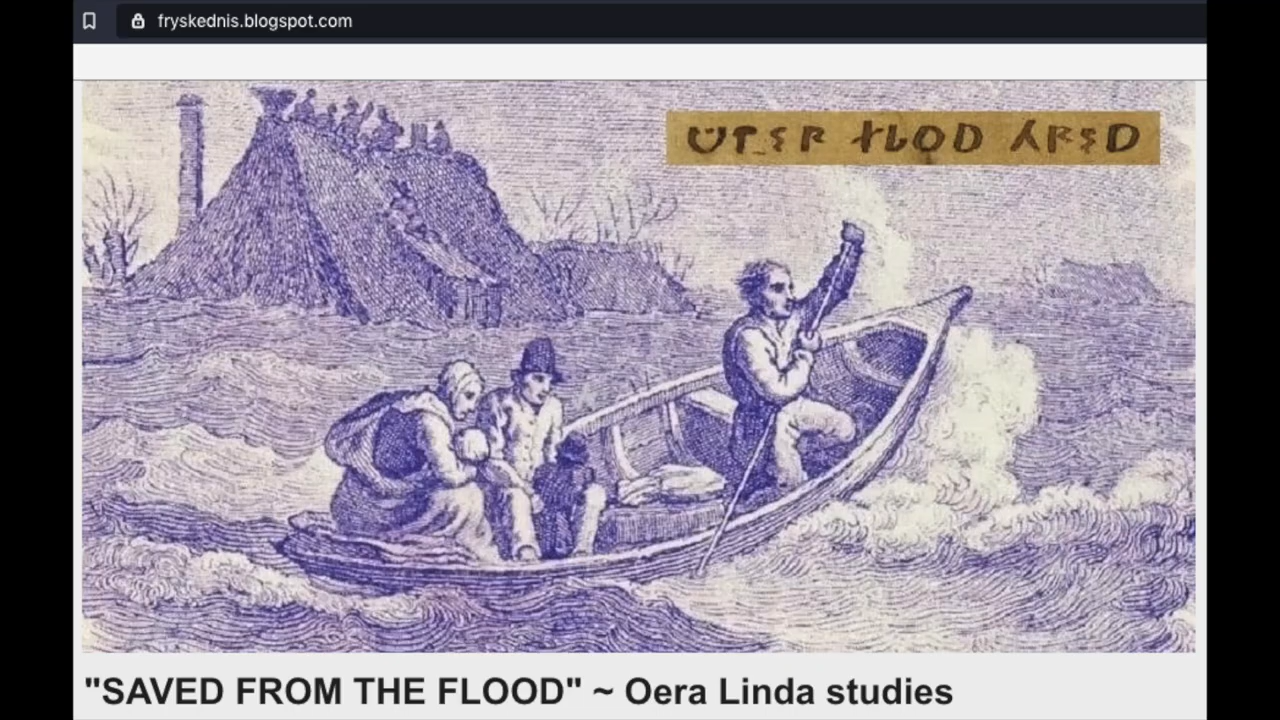 fryskednis.blogspot.com
"SAVED FROM THE FLOOD" ~ Oera Linda studies